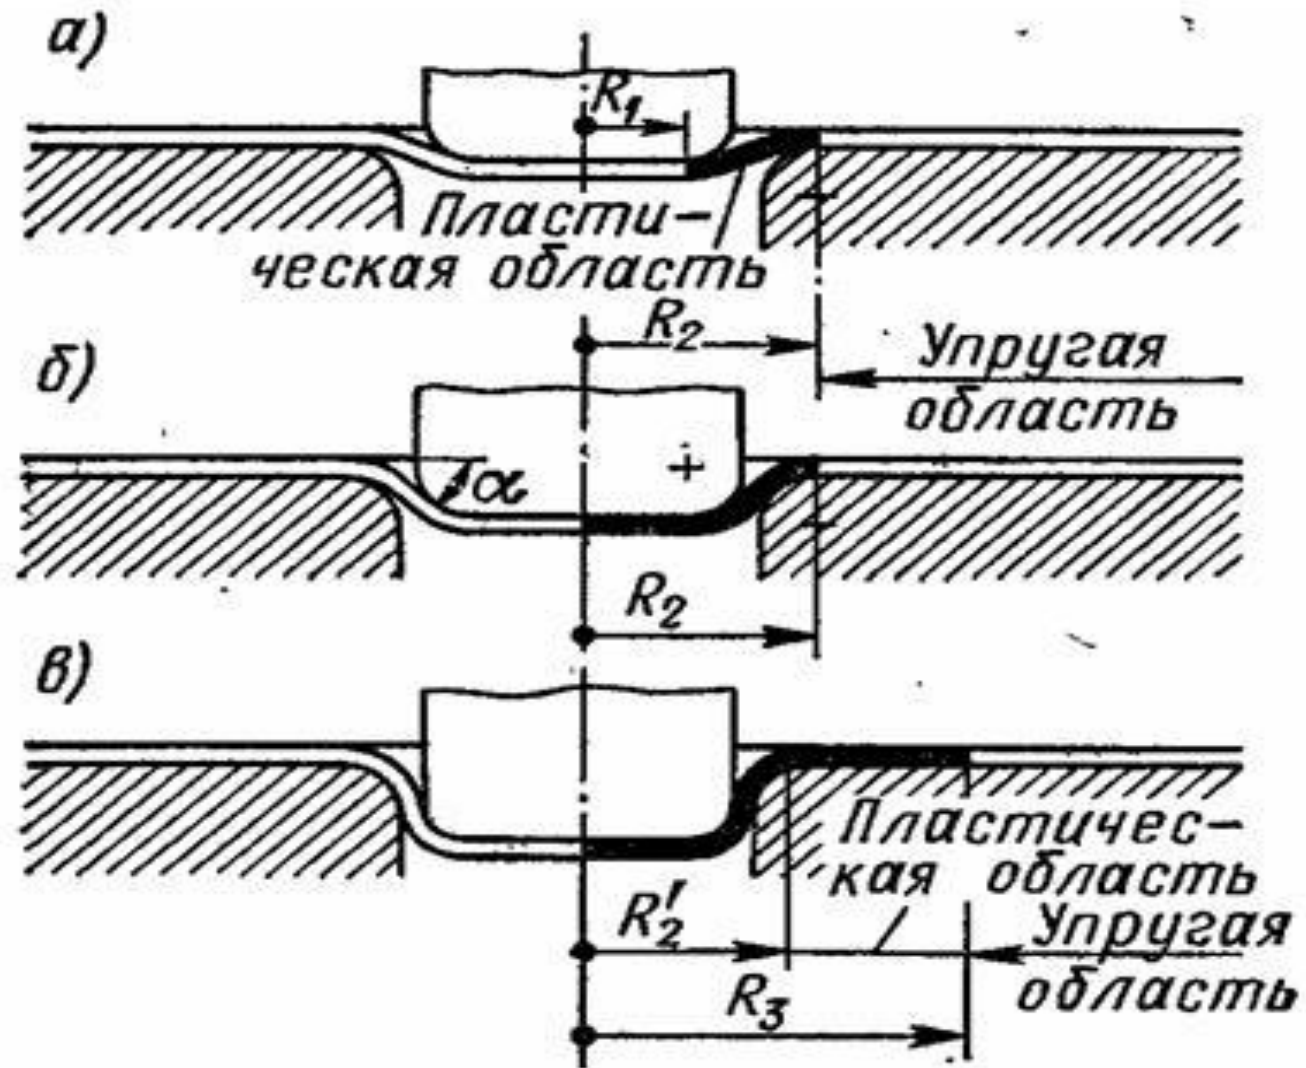 а)
R1
Пласти-
ческая область
R2
Упругая
область
б)
α
R2
в)
Пластичес-
кая область
R2'
Упругая
область
R3